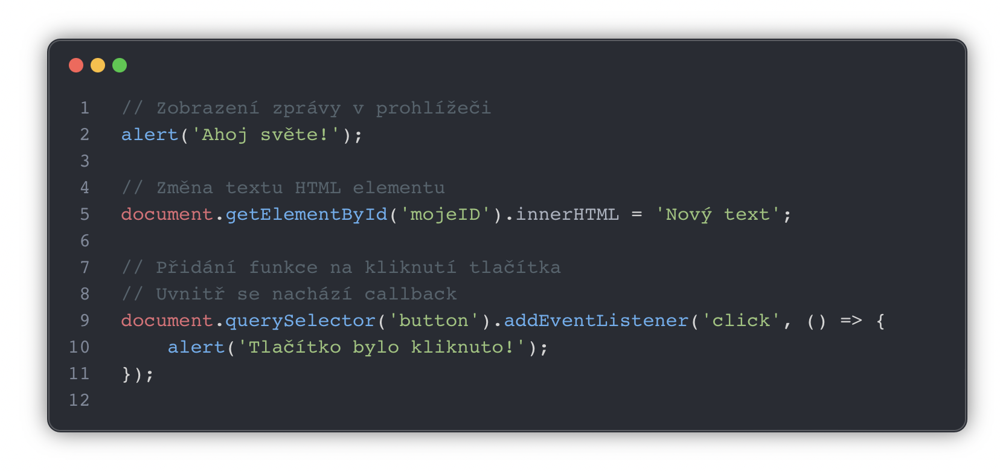 1 // Zobrazení zprávy v prohlížeči
2 alert('Ahoj světe!');
3
4 // Změna textu HTML elementu
5 document.getElementById('mojeID').innerHTML = 'Nový text';
6
7 // Přidání funkce na kliknutí tlačítka
8 // Uvnitř se nachází callback
9 document.querySelector('button').addEventListener('click', () => {
10     alert('Tlačítko bylo kliknuto!');
11 });
12